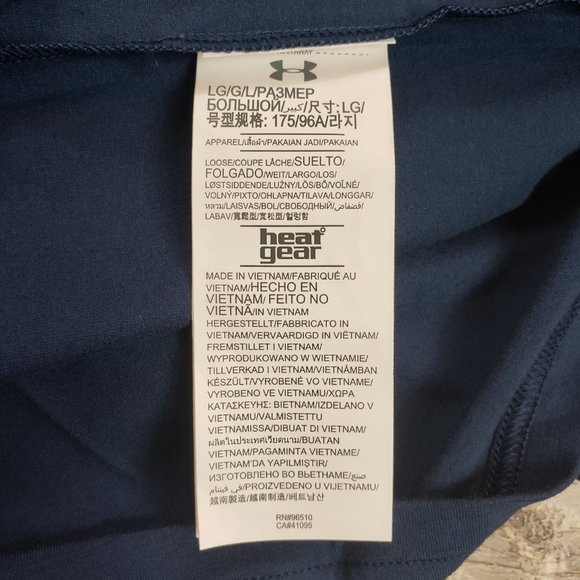 LG/G/L/РАЗМЕР
БОЛЬШОЙ/كبير/尺寸: LG/
号型规格: 175/96A/라지
APPAREL/เสื้อผ้า/PAKAIAN JADI/PAKAIAN
LOOSE/COUPE LÂCHE/SUELTO/
FOLGADO/WEIT/LARGO/LOS/
LØSTSIDDENDE/LUŹNY/LÖS/BŐ/VOĽNÉ/
VOLNÝ/PIXTO/OHLAPNA/TILAVA/LONGGAR/
หลวม/LAISVAS/BOL/СВОБОДНЫЙ/فضفاض/
LABAV/寬鬆型/宽松型/헐렁함
heat
gear
MADE IN VIETNAM/FABRIQUÉ AU
VIETNAM/HECHO EN
VIETNAM/ FEITO NO
VIETNÃ/IN VIETNAM
HERGESTELLT/FABBRICATO IN
VIETNAM/VERVAARDIGD IN VIËTNAM/
FREMSTILLET I VIETNAM/
WYPRODUKOWANO W WIETNAMIE/
TILLVERKAD I VIETNAM/VIETNÁMBAN
KÉSZÜLT/VYROBENÉ VO VIETNAME/
VYROBENO VE VIETNAMU/ΧΩΡΑ
ΚΑΤΑΣΚΕΥΗΣ: ΒΙΕΤΝΑΜ/IZDELANO V
VIETNAMU/VALMISTETTU
VIETNAMISSA/DIBUAT DI VIETNAM/
ผลิตในประเทศเวียดนาม/BUATAN
VIETNAM/PAGAMINTA VIETNAME/
VIETNAM'DA YAPILMIŞTIR/
ИЗГОТОВЛЕНО ВО ВЬЕТНАМЕ/صنع
في فيتنام/PROIZVEDENO U VIJETNAMU/
越南製造/越南制造/베트남산
RN#96510
CA#41095